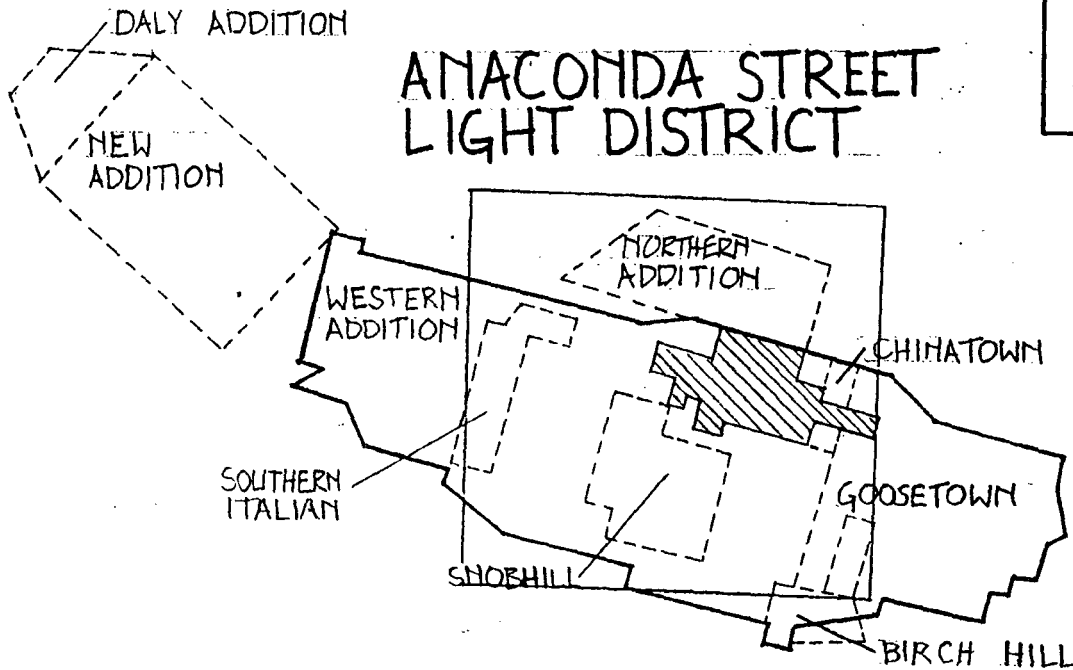 DALY ADDITION
ANACONDA STREET
LIGHT DISTRICT
NEW
ADDITION
NORTHERN
ADDITION
WESTERN
ADDITION
CHINATOWN
SOUTHERN
ITALIAN
GOOSETOWN
SNOBHILL
BIRCH HILL